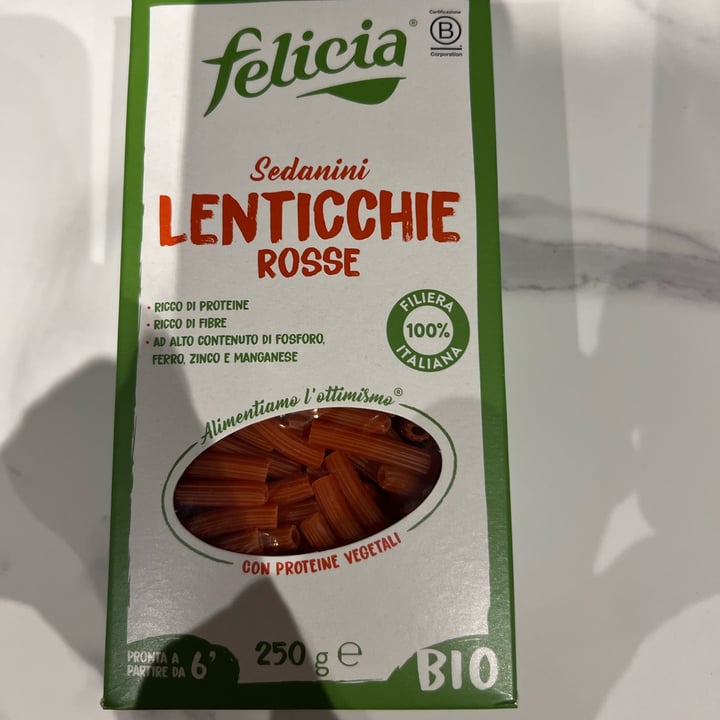 felicia®
Certificazione
B
Corporation
Sedanini
LENTICCHIE
ROSSE
• RICCO DI PROTEINE
• RICCO DI FIBRE
• AD ALTO CONTENUTO DI FOSFORO,
FERRO, ZINCO E MANGANESE
FILIERA
100%
ITALIANA
Alimentiamo l'ottimismo®
CON PROTEINE VEGETALI
PRONTA A
PARTIRE DA 6'
250 g e
BIO